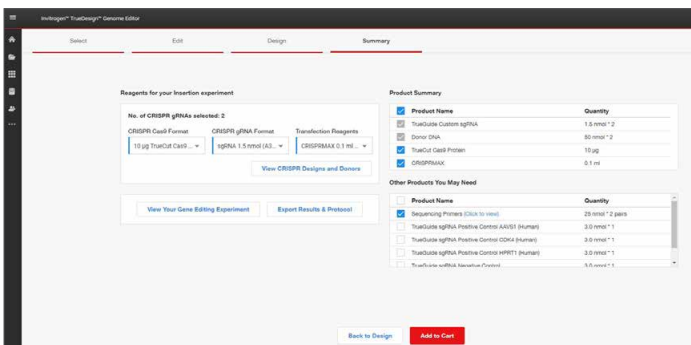 Invitrogen™ TrueDesign™ Genome Editor
Select
Edit
Design
Summary
Reagents for your Insertion experiment
No. of CRISPR gRNAs selected: 2
CRISPR Cas9 Format
CRISPR gRNA Format
Transfection Reagents
10 µg TrueCut Cas9 ...
sgRNA 1.5 nmol (A3...
CRISPRMAX 0.1 ml ...
View CRISPR Designs and Donors
View Your Gene Editing Experiment
Export Results & Protocol
Product Summary
Product Name Quantity
TrueGuide Custom sgRNA 1.5 nmol * 2
Donor DNA 50 nmol * 2
TrueCut Cas9 Protein 10 µg
CRISPRMAX 0.1 ml
Other Products You May Need
Product Name Quantity
Sequencing Primers (Click to view) 25 nmol * 2 pairs
TrueGuide sgRNA Positive Control AAVS1 (Human) 3.0 nmol * 1
TrueGuide sgRNA Positive Control CDK4 (Human) 3.0 nmol * 1
TrueGuide sgRNA Positive Control HPRT1 (Human) 3.0 nmol * 1
TrueGuide sgRNA Negative Control 3.0 nmol * 1
Back to Design
Add to Cart